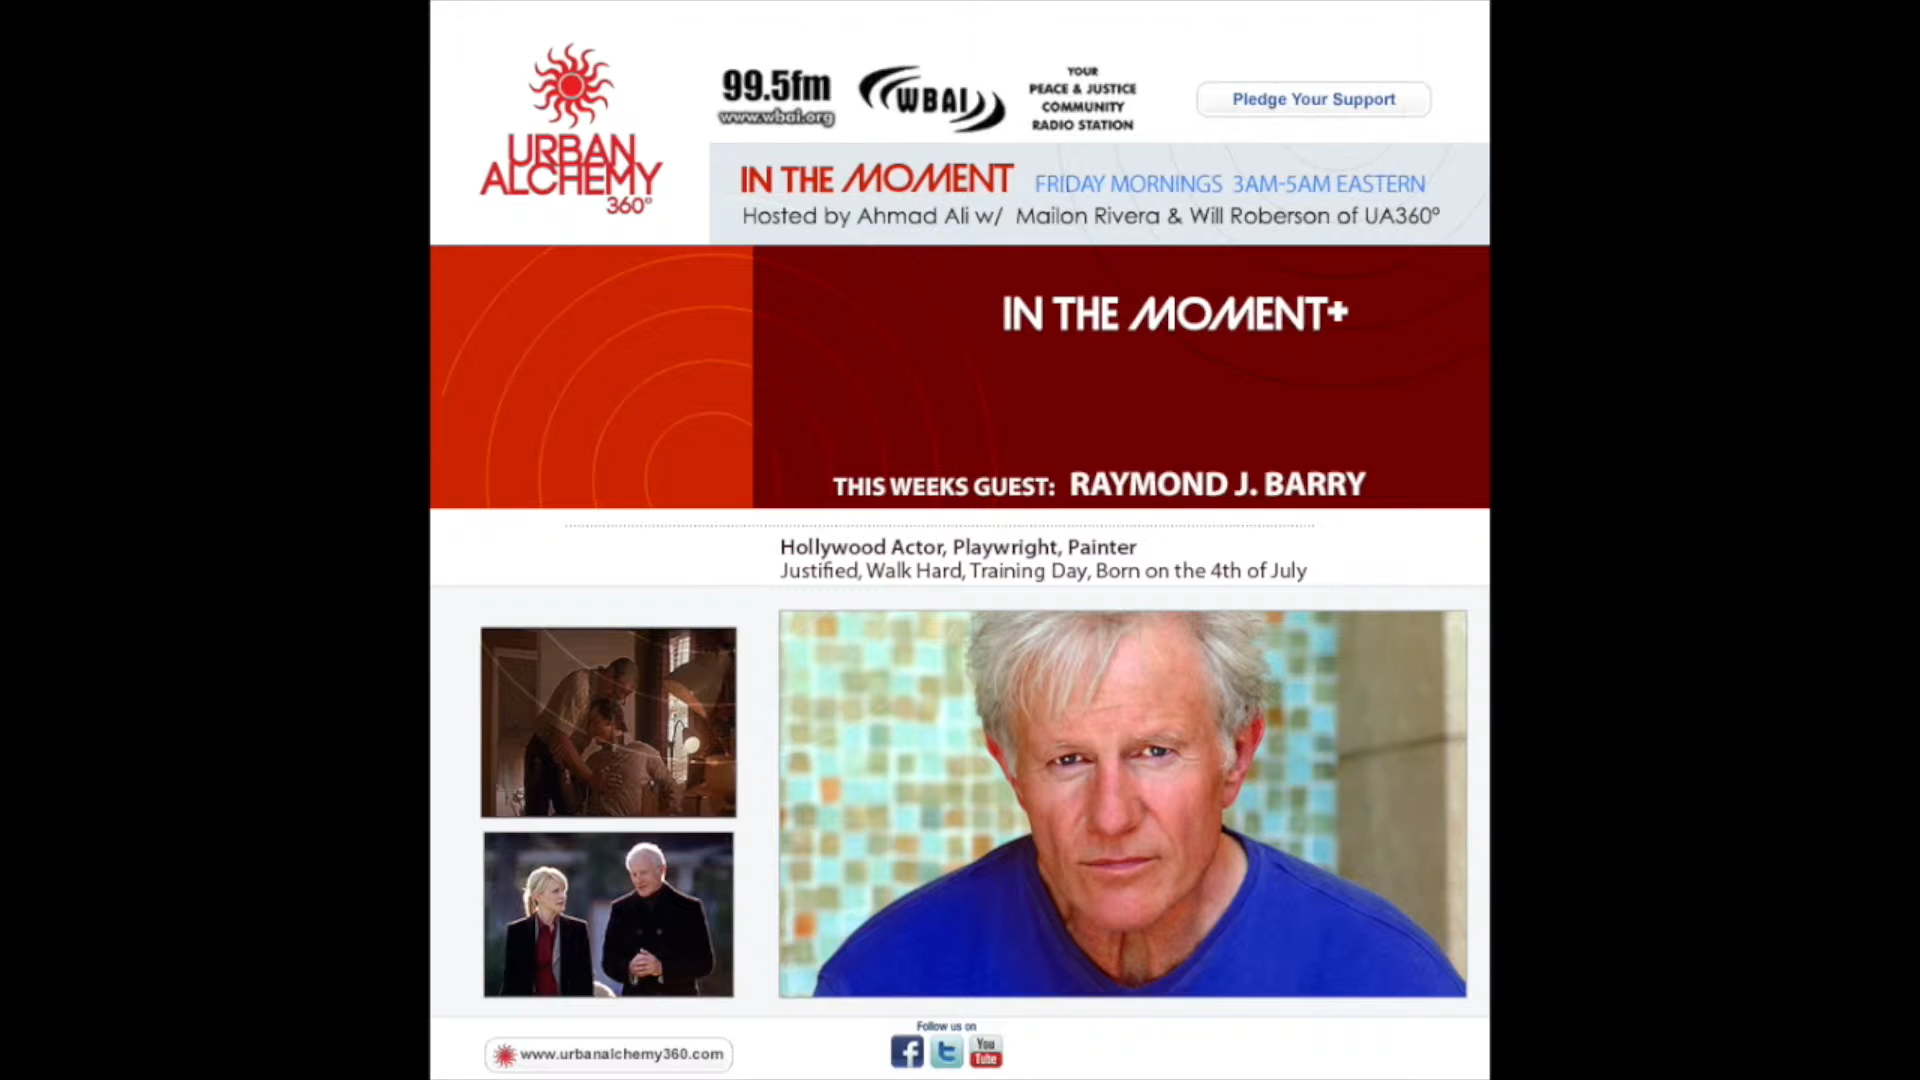 URBAN
ALCHEMY
360°
99.5fm
www.wbai.org
WBAI
YOUR
PEACE & JUSTICE
COMMUNITY
RADIO STATION
Pledge Your Support
IN THE MOMENT FRIDAY MORNINGS 3AM-5AM EASTERN
Hosted by Ahmad Ali w/ Mailon Rivera & Will Roberson of UA360°
IN THE MOMENT+
THIS WEEKS GUEST: RAYMOND J. BARRY
Hollywood Actor, Playwright, Painter
Justified, Walk Hard, Training Day, Born on the 4th of July
Follow us on
www.urbanalchemy360.com
f t You
Tube